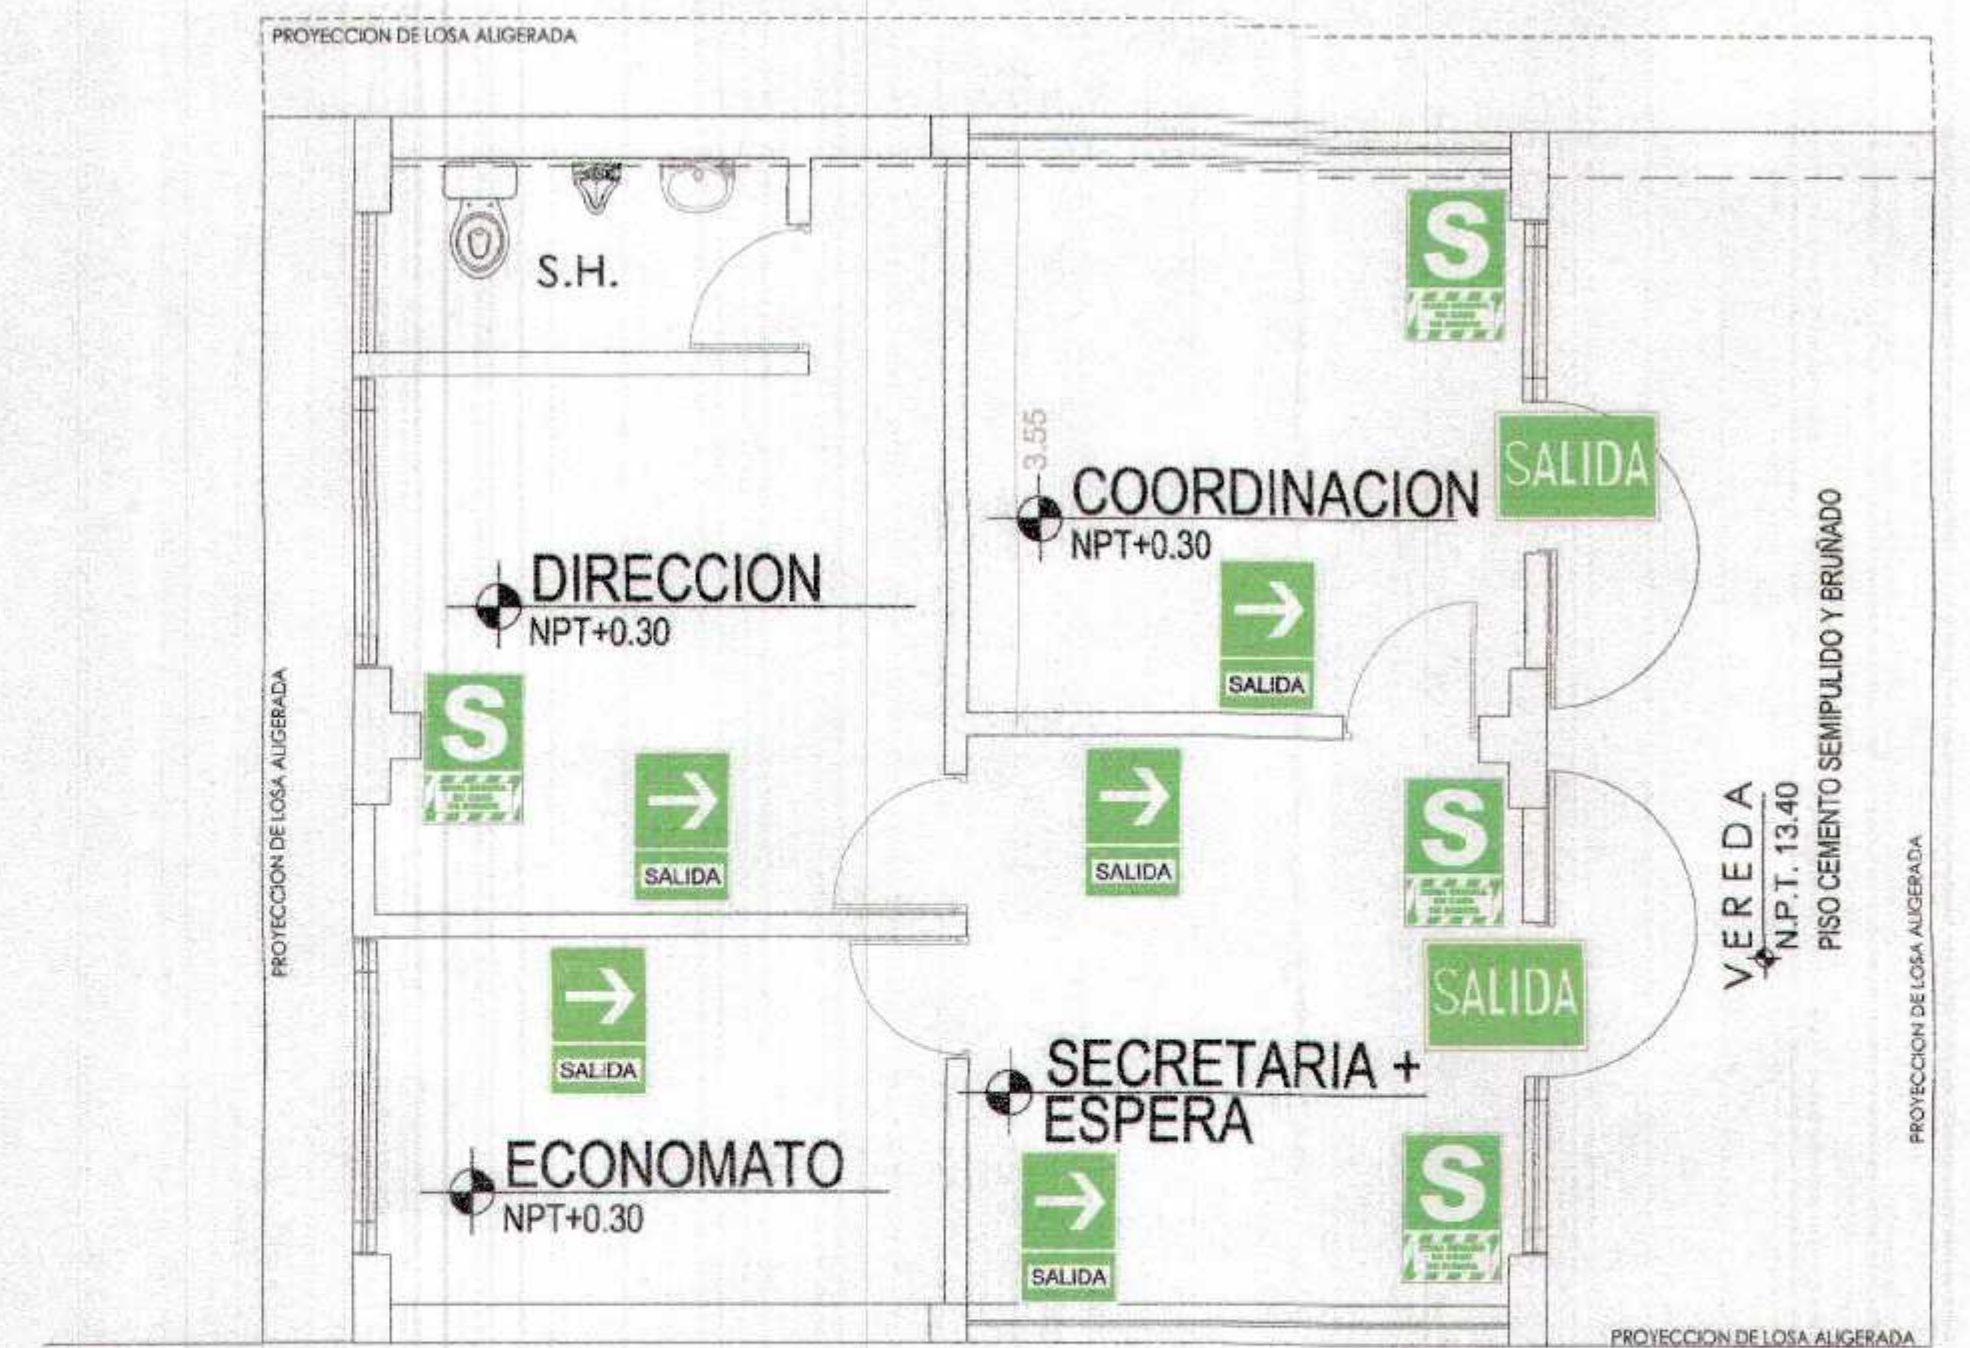 PROYECCION DE LOSA ALIGERADA
S.H.
S
3.55
SALIDA
COORDINACION
NPT+0.30
DIRECCION
NPT+0.30
SALIDA
S
SALIDA
SALIDA
S
PROYECCION DE LOSA ALIGERADA
VEREDA
N.P.T. 13.40
PISO CEMENTO SEMIPULIDO Y BRUÑADO
PROYECCION DE LOSA ALIGERADA
SALIDA
SALIDA
SECRETARIA +
ESPERA
ECONOMATO
NPT+0.30
S
SALIDA
PROYECCION DE LOSA ALIGERADA